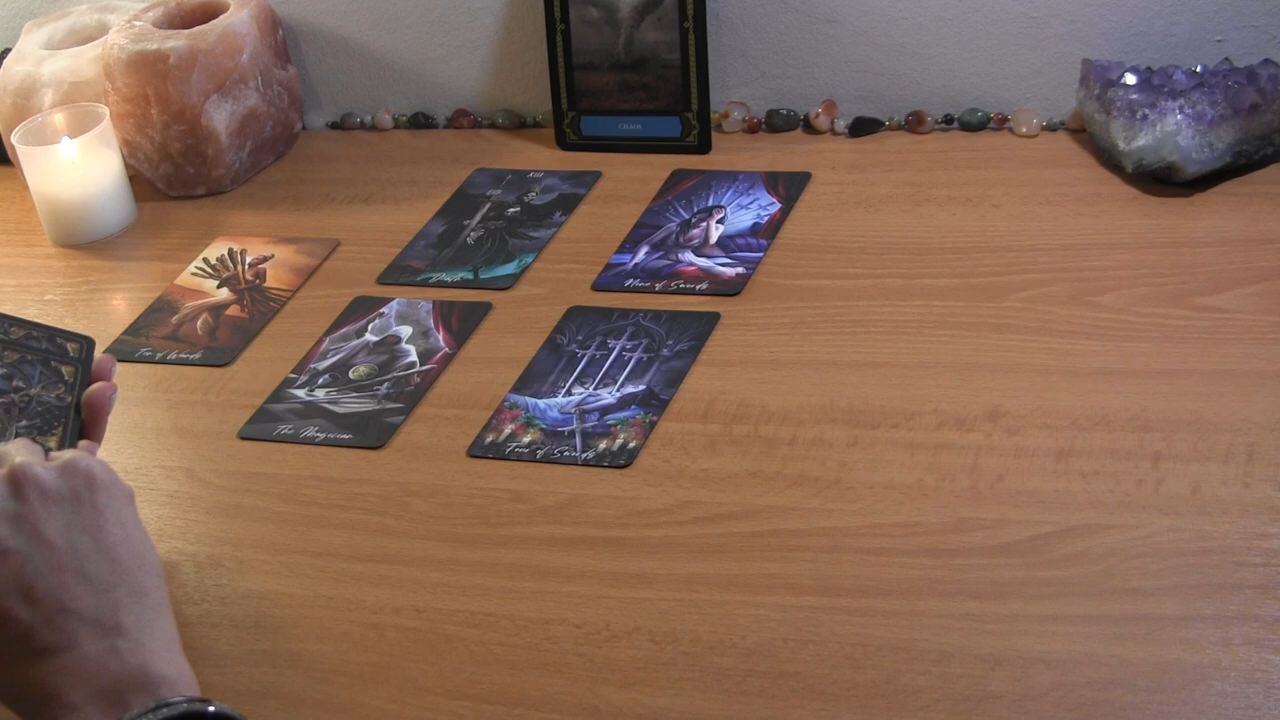 CHAOS
XIII
Death
Nine of Swords
Ten of Wands
The Magician
Four of Swords